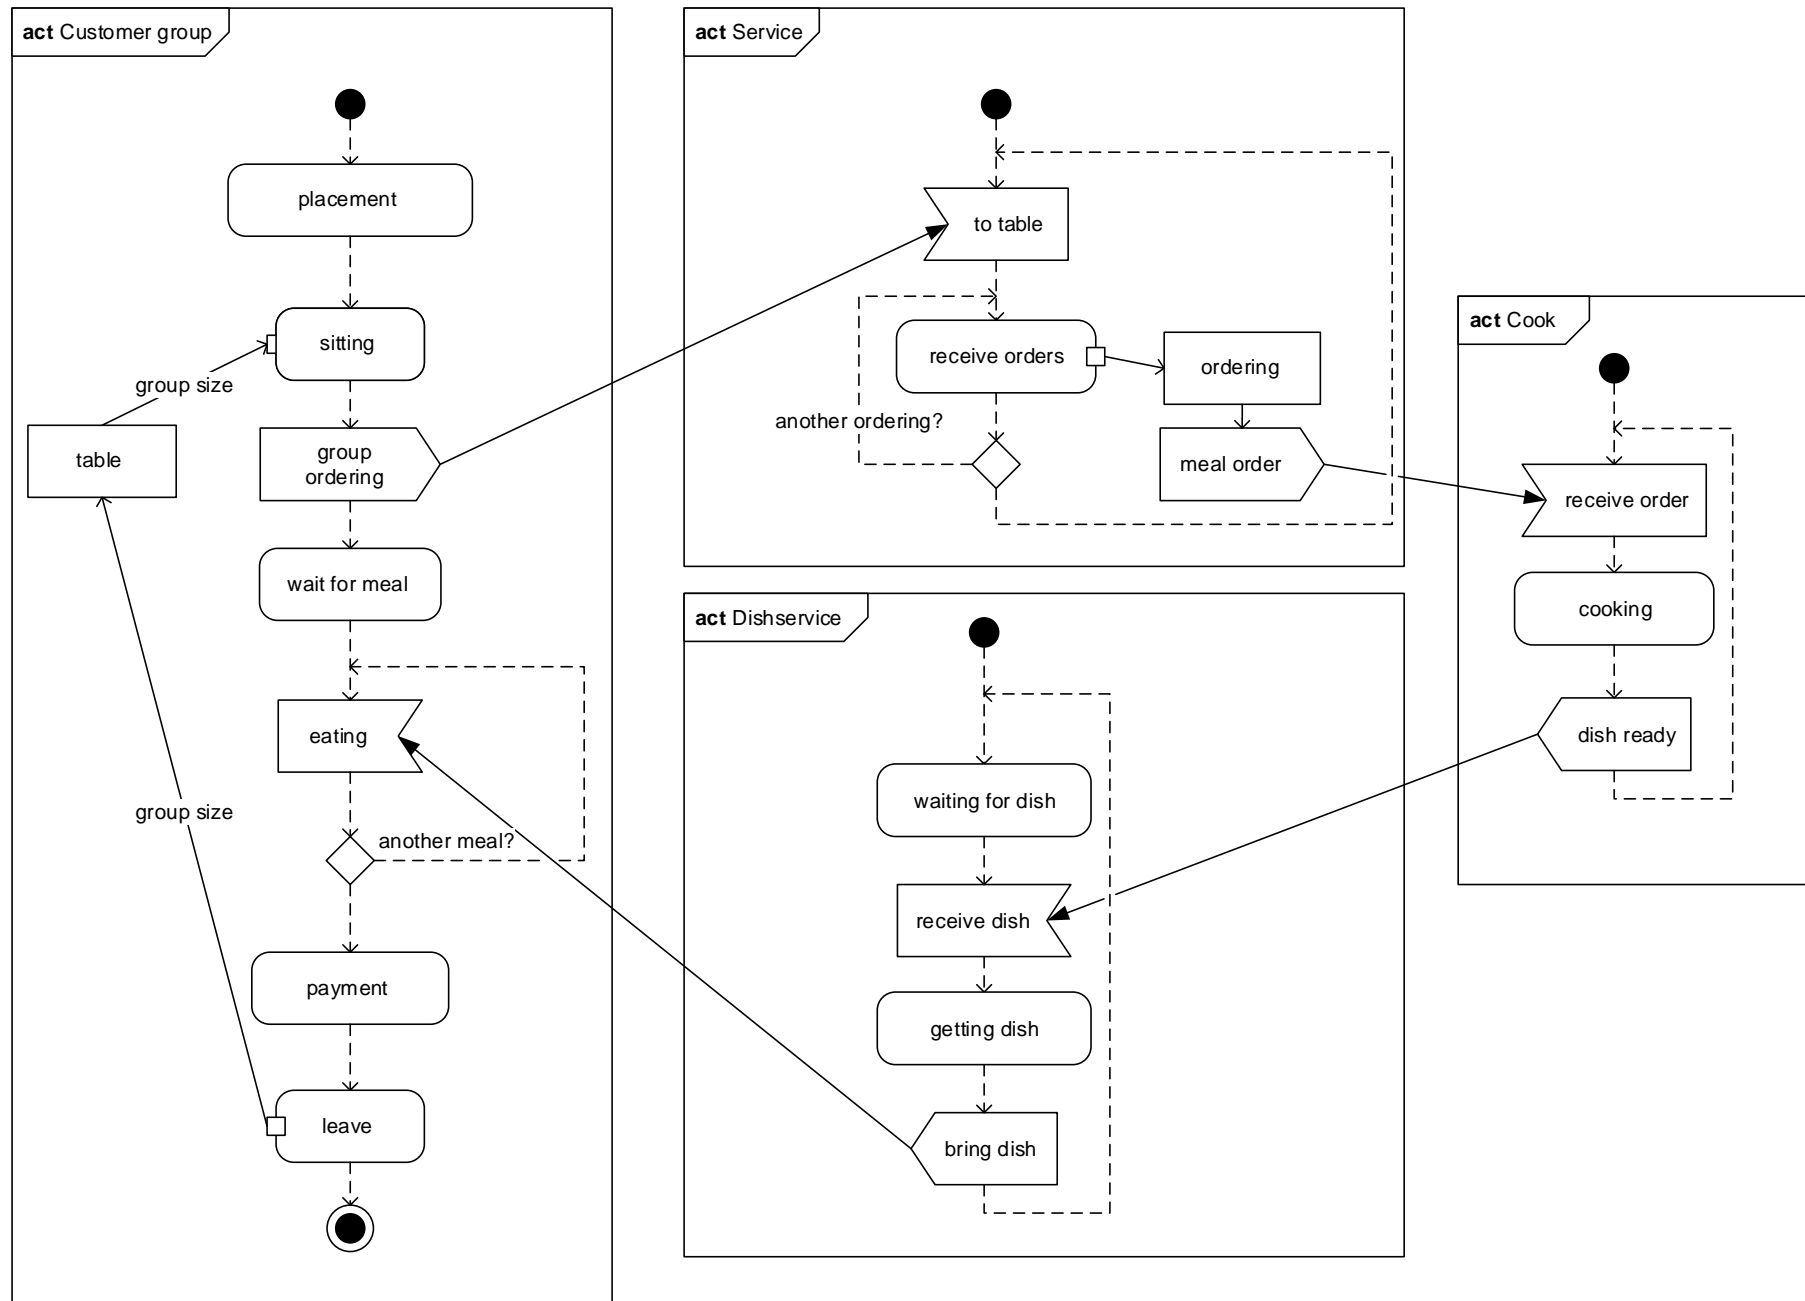 act Customer group
placement
sitting
group size
table
group
ordering
wait for meal
eating
group size
another meal?
payment
leave
act Service
to table
receive orders
ordering
another ordering?
meal order
act Dishservice
waiting for dish
receive dish
getting dish
bring dish
act Cook
receive order
cooking
dish ready